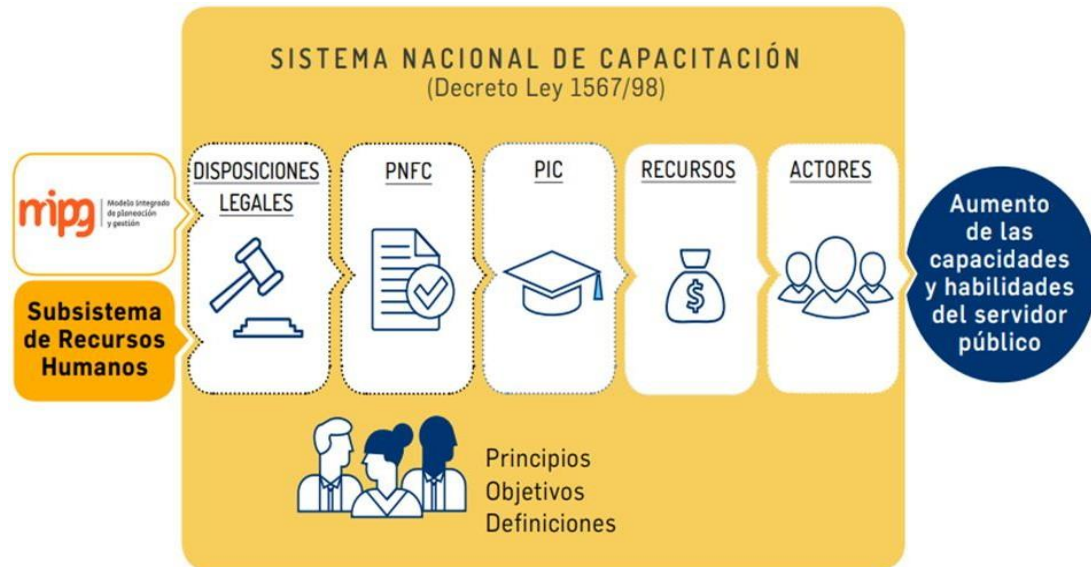 SISTEMA NACIONAL DE CAPACITACIÓN
(Decreto Ley 1567/98)
mipg
Modelo Integrado
de planeación
y gestión
Subsistema
de Recursos
Humanos
DISPOSICIONES
LEGALES
PNFC
PIC
RECURSOS
$
ACTORES
Aumento
de las
capacidades
y habilidades
del servidor
público
Principios
Objetivos
Definiciones